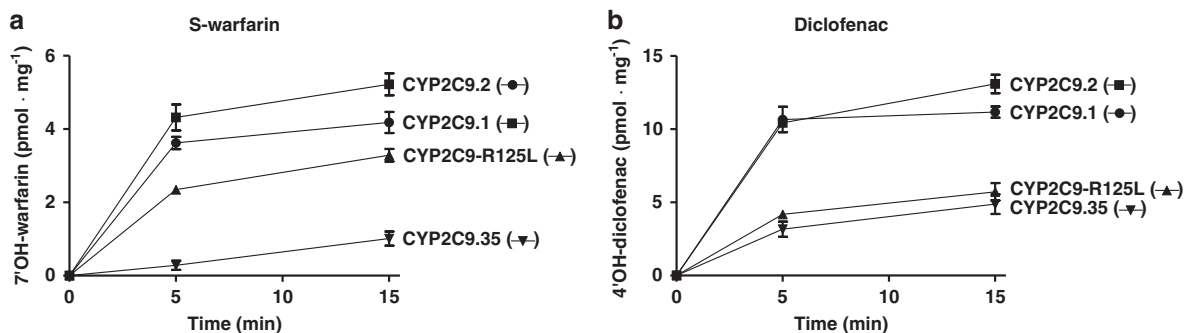 a
S-warfarin
7'OH-warfarin (pmol · mg⁻¹)
6
4
2
0
0
5
10
15
Time (min)
CYP2C9.2 (●)
CYP2C9.1 (■)
CYP2C9-R125L (▲)
CYP2C9.35 (▼)
b
Diclofenac
4'OH-diclofenac (pmol · mg⁻¹)
15
10
5
0
0
5
10
15
Time (min)
CYP2C9.2 (■)
CYP2C9.1 (●)
CYP2C9-R125L (▲)
CYP2C9.35 (▼)